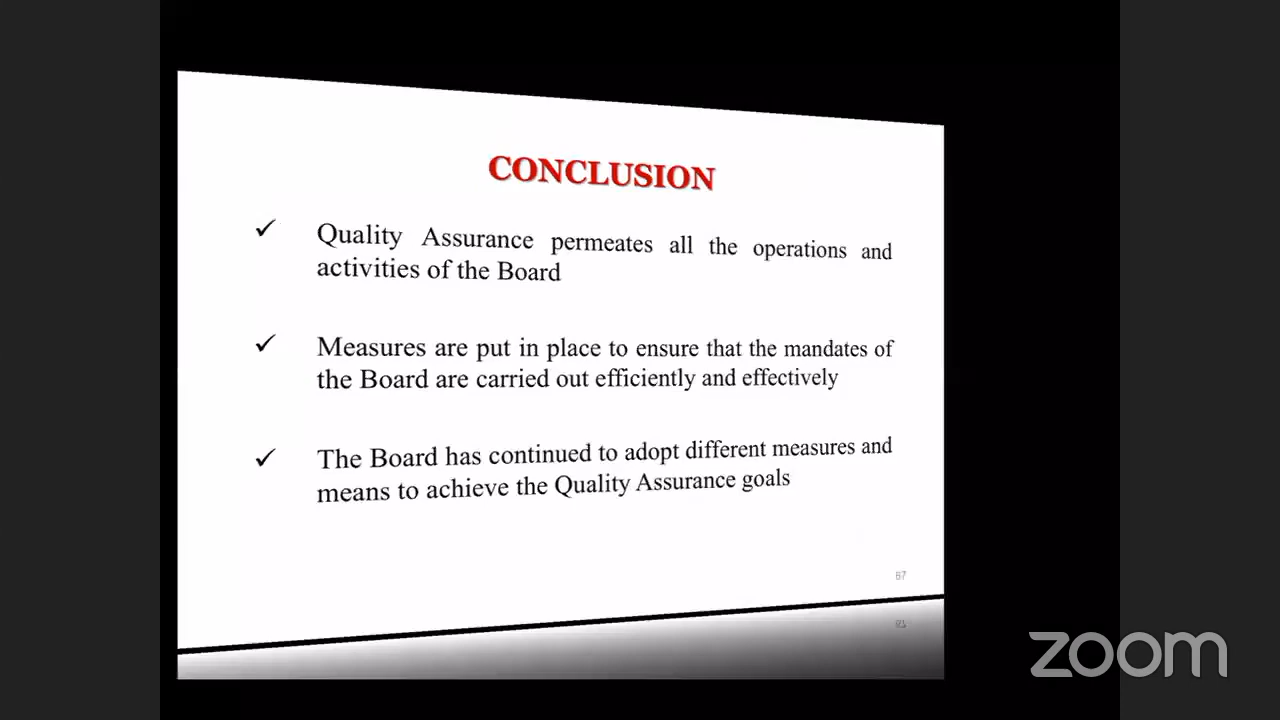 CONCLUSION
✓ Quality Assurance permeates all the operations and
activities of the Board
✓ Measures are put in place to ensure that the mandates of
the Board are carried out efficiently and effectively
✓ The Board has continued to adopt different measures and
means to achieve the Quality Assurance goals
zoom